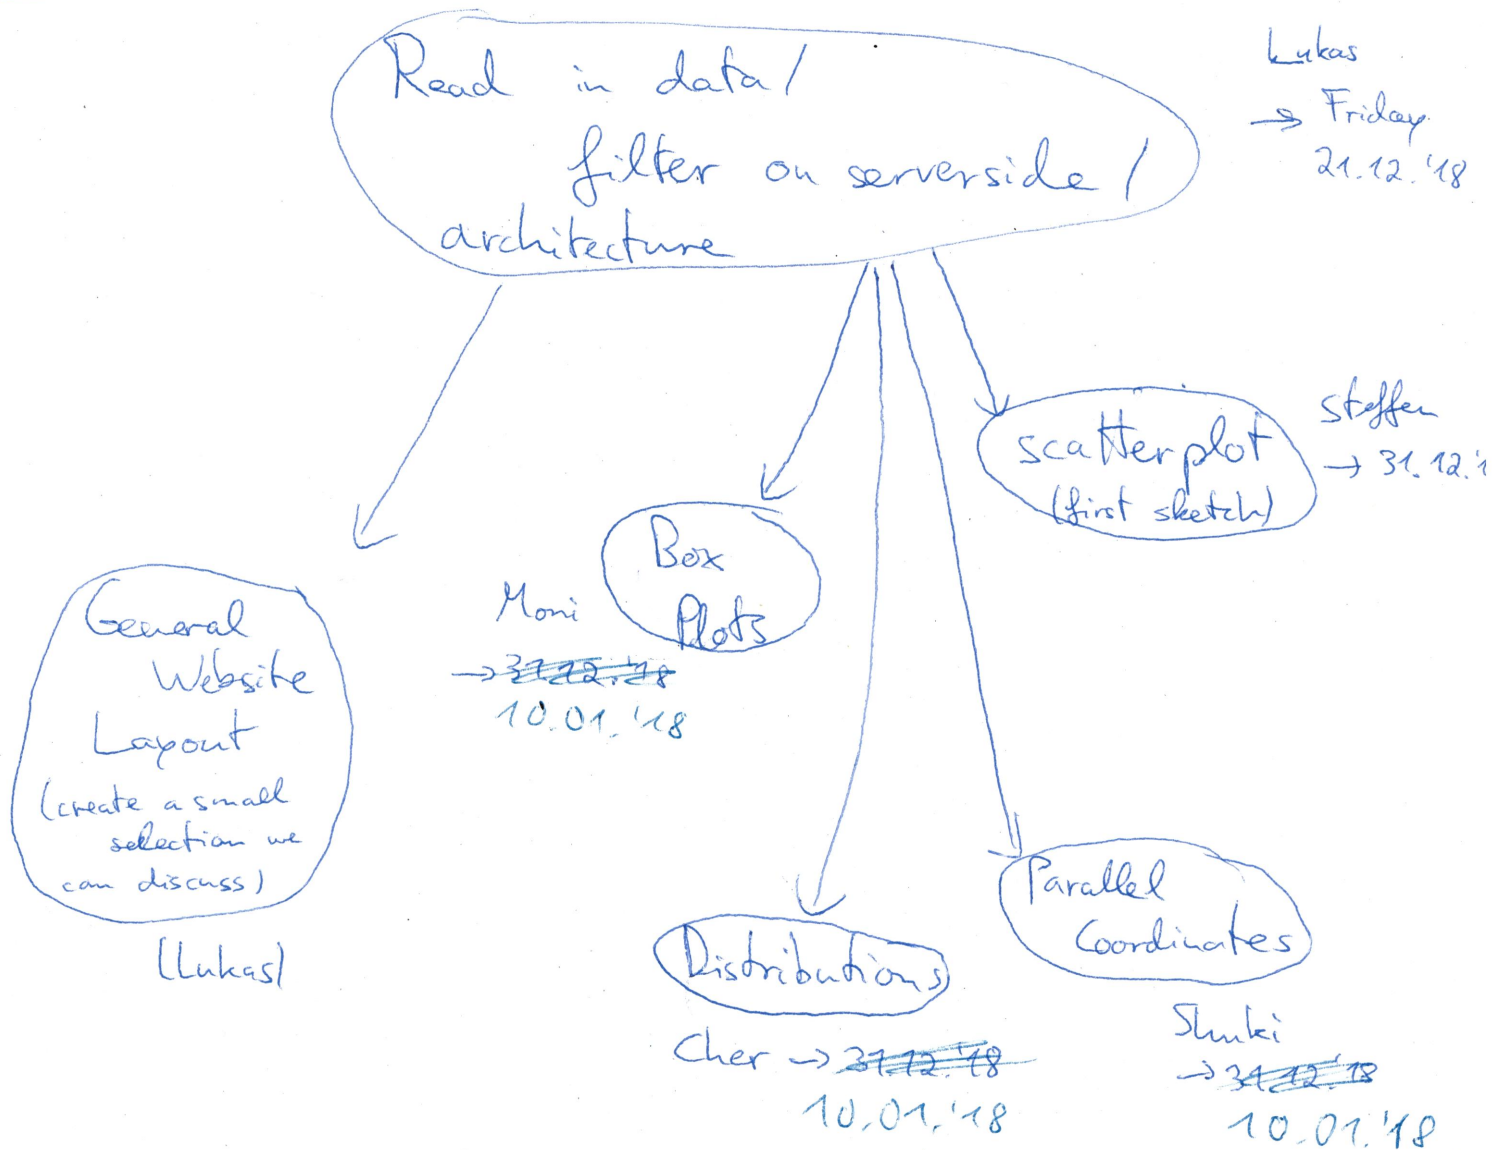 Read in data /
filter on serverside /
architecture
Lukas
→ Friday
21.12.'18
scatterplot
(first sketch)
Steffen
→ 31.12.'1
Box
Plots
Moni
→ 31.12.'18
10.01.'18
General
Website
Layout
(create a small
selection we
can discuss)
(Lukas)
Distributions
Cher → 31.12.'18
10.01.'18
Parallel
Coordinates
Shuki
→ 31.12.'18
10.01.'18